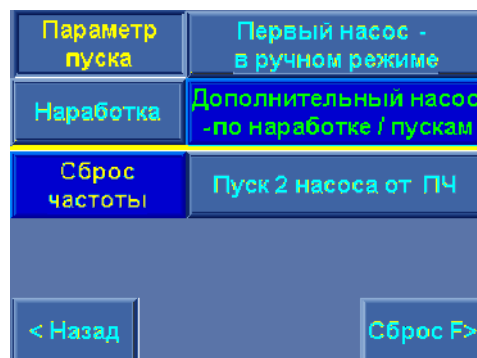 Параметр
пуска
Первый насос -
в ручном режиме
Наработка
Дополнительный насос
-по наработке / пускам
Сброс
частоты
Пуск 2 насоса от ПЧ
< Назад
Сброс F>